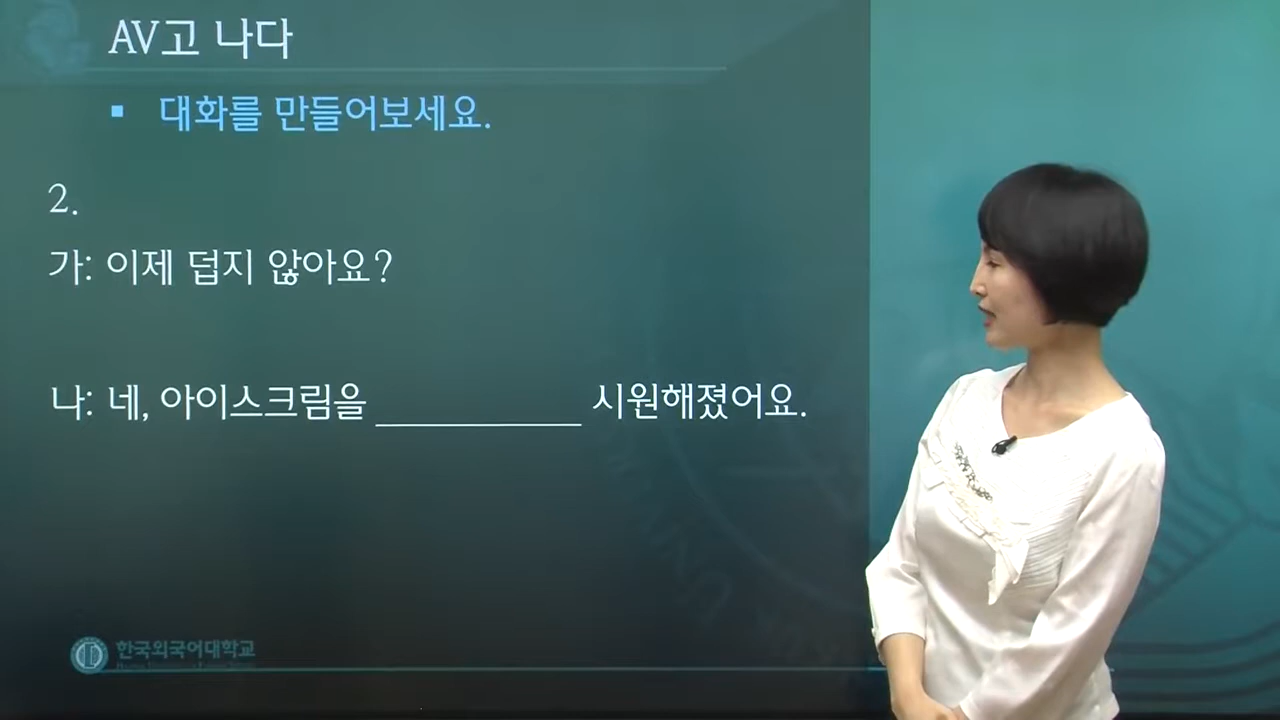 AV고 나다
▪ 대화를 만들어보세요.
2.
가: 이제 덥지 않아요?
나: 네, 아이스크림을 __________ 시원해졌어요.
한국외국어대학교